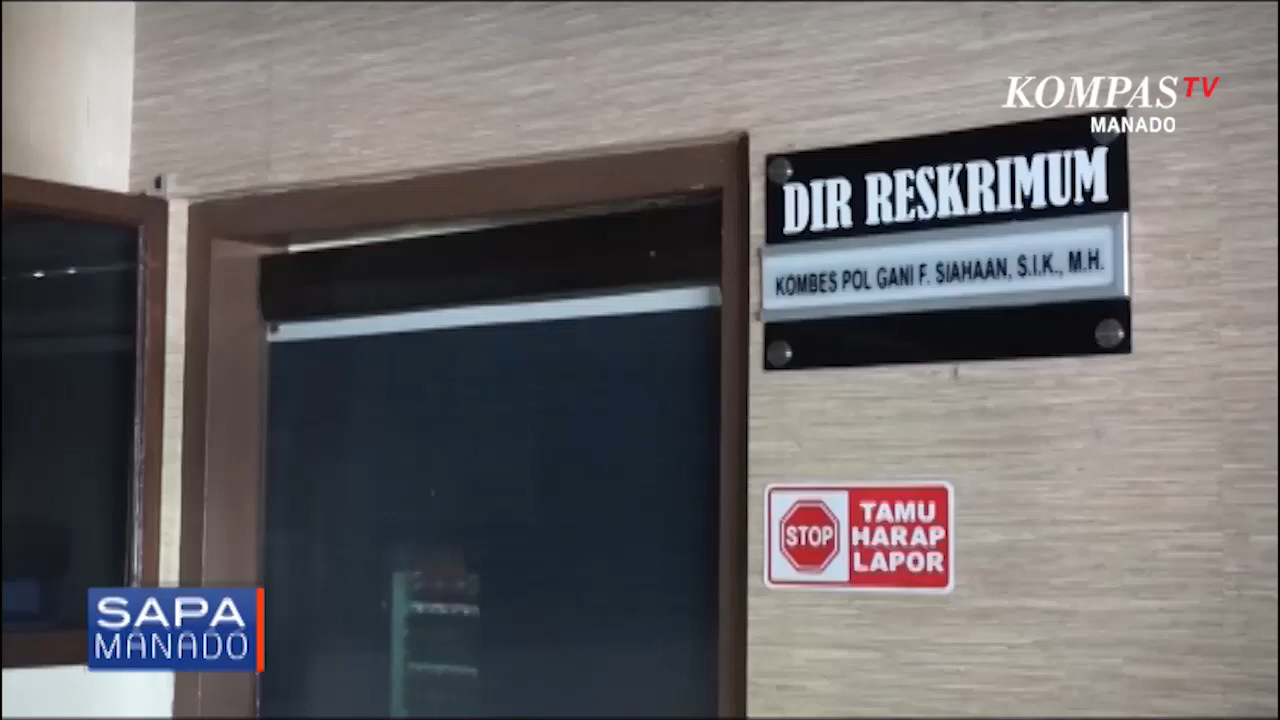 KOMPAS TV
MANADO
DIR RESKRIMUM
KOMBES POL GANI F. SIAHAAN, S.I.K., M.H.
STOP
TAMU
HARAP
LAPOR
SAPA
MANADO